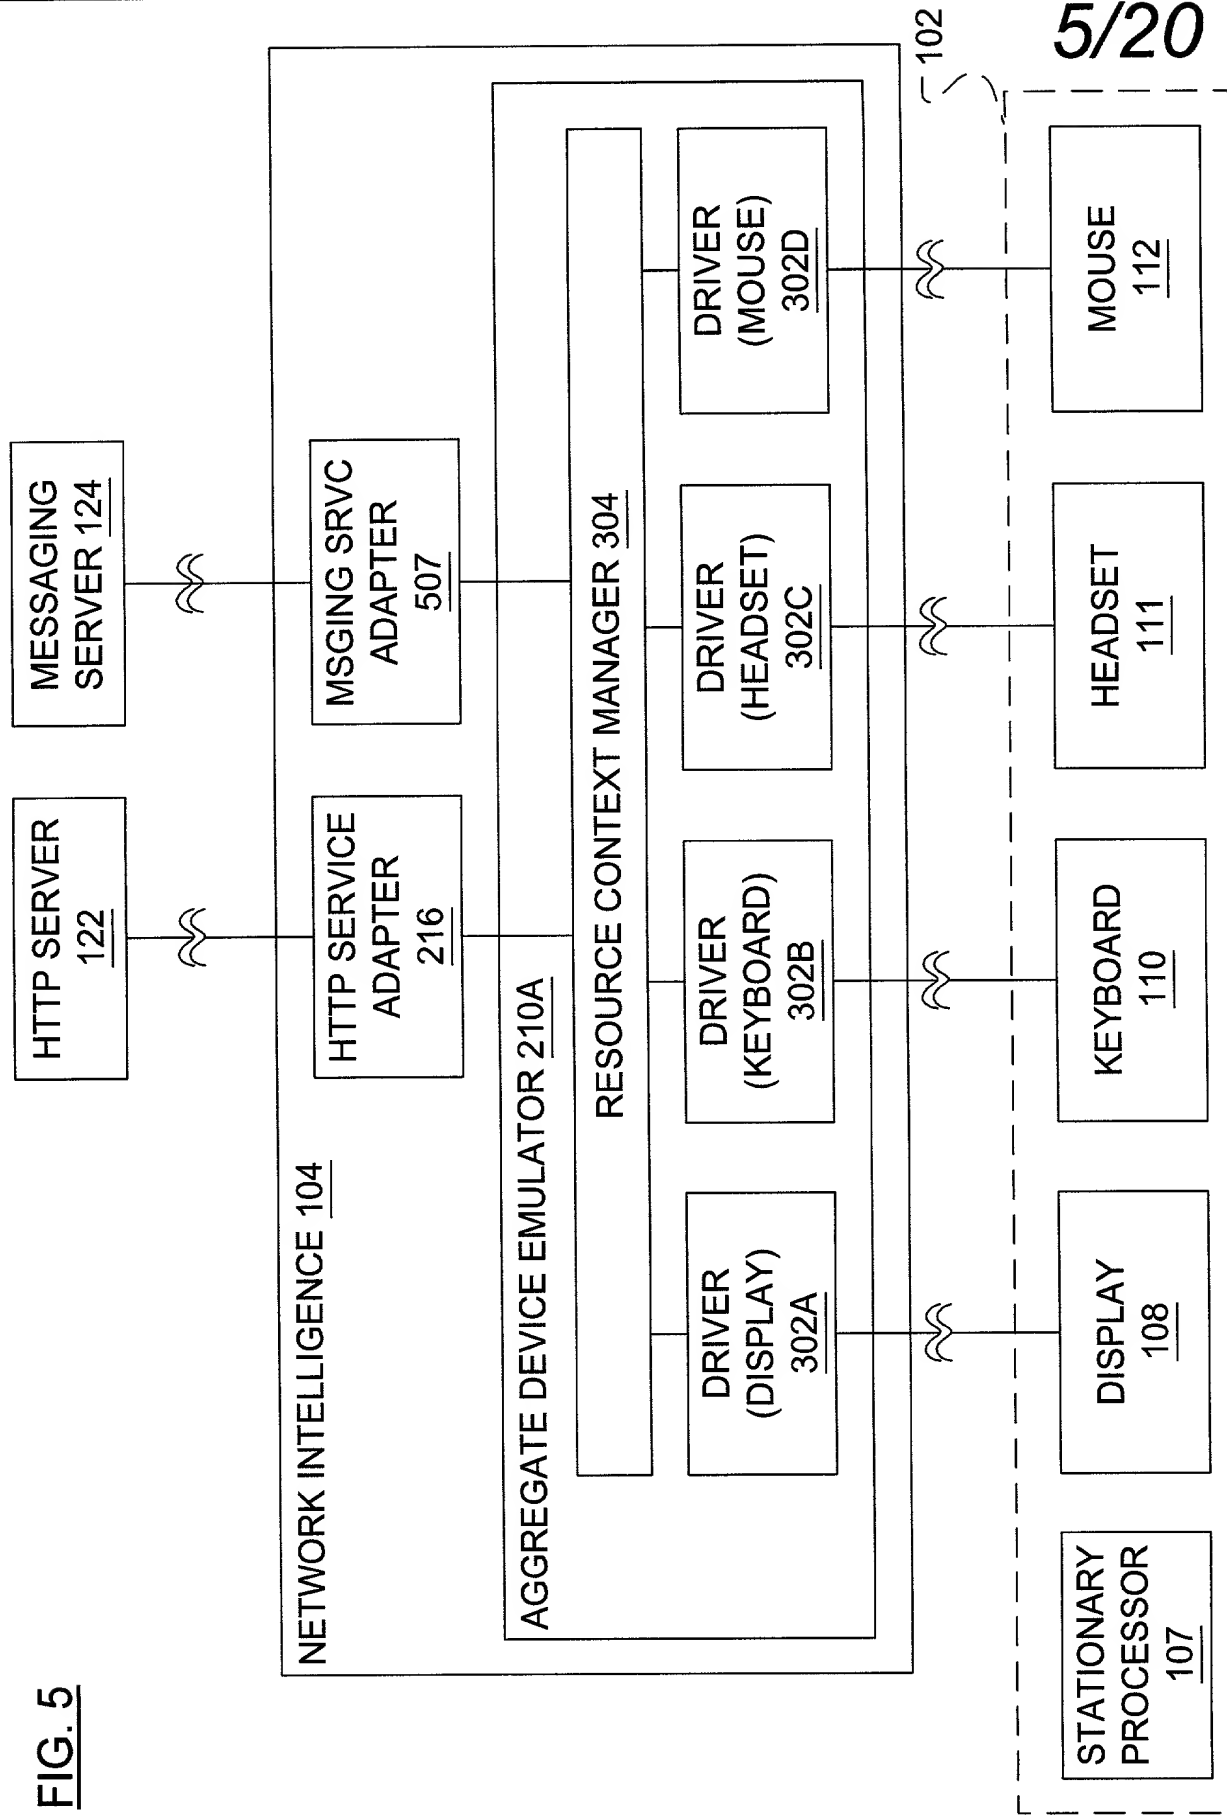 5/20
FIG. 5
HTTP SERVER
122
MESSAGING
SERVER 124
NETWORK INTELLIGENCE 104
HTTP SERVICE
ADAPTER
216
MSGING SRVC
ADAPTER
507
AGGREGATE DEVICE EMULATOR 210A
RESOURCE CONTEXT MANAGER 304
DRIVER
(DISPLAY)
302A
DRIVER
(KEYBOARD)
302B
DRIVER
(HEADSET)
302C
DRIVER
(MOUSE)
302D
102
STATIONARY
PROCESSOR
107
DISPLAY
108
KEYBOARD
110
HEADSET
111
MOUSE
112